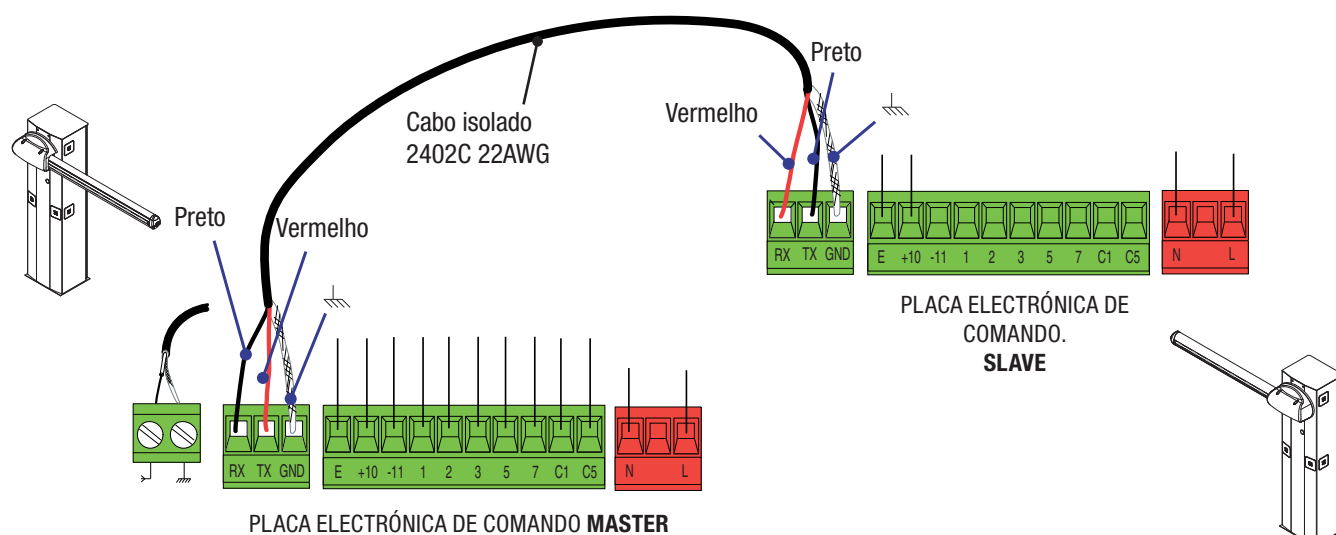 Preto
Vermelho
Cabo isolado
2402C 22AWG
Preto
Vermelho
RX TX GND
E +10 -11 1 2 3 5 7 C1 C5
N L
PLACA ELECTRÓNICA DE
COMANDO.
SLAVE
RX TX GND
E +10 -11 1 2 3 5 7 C1 C5
N L
PLACA ELECTRÓNICA DE COMANDO MASTER